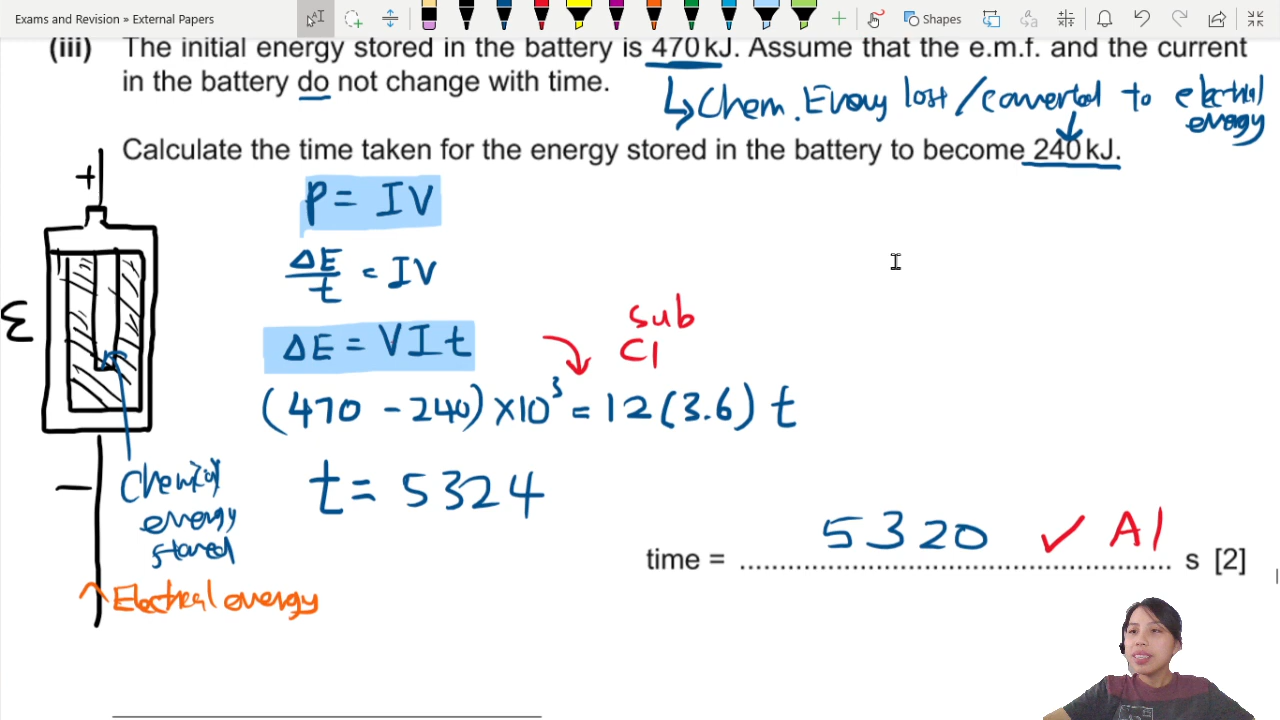 Exams and Revision » External Papers
Shapes
(iii) The initial energy stored in the battery is 470 kJ. Assume that the e.m.f. and the current
in the battery do not change with time.
↳ Chem. Energy lost/converted to electrical
energy
Calculate the time taken for the energy stored in the battery to become 240 kJ.
+
P = IV
ΔE/t = IV
ε
sub
C1
ΔE = VIt
(470 - 240) ×10³ = 12(3.6) t
t = 5324
−
Chemical
energy
stored
5320 ✓ A1
time = ............................................................ s [2]
Electrical energy